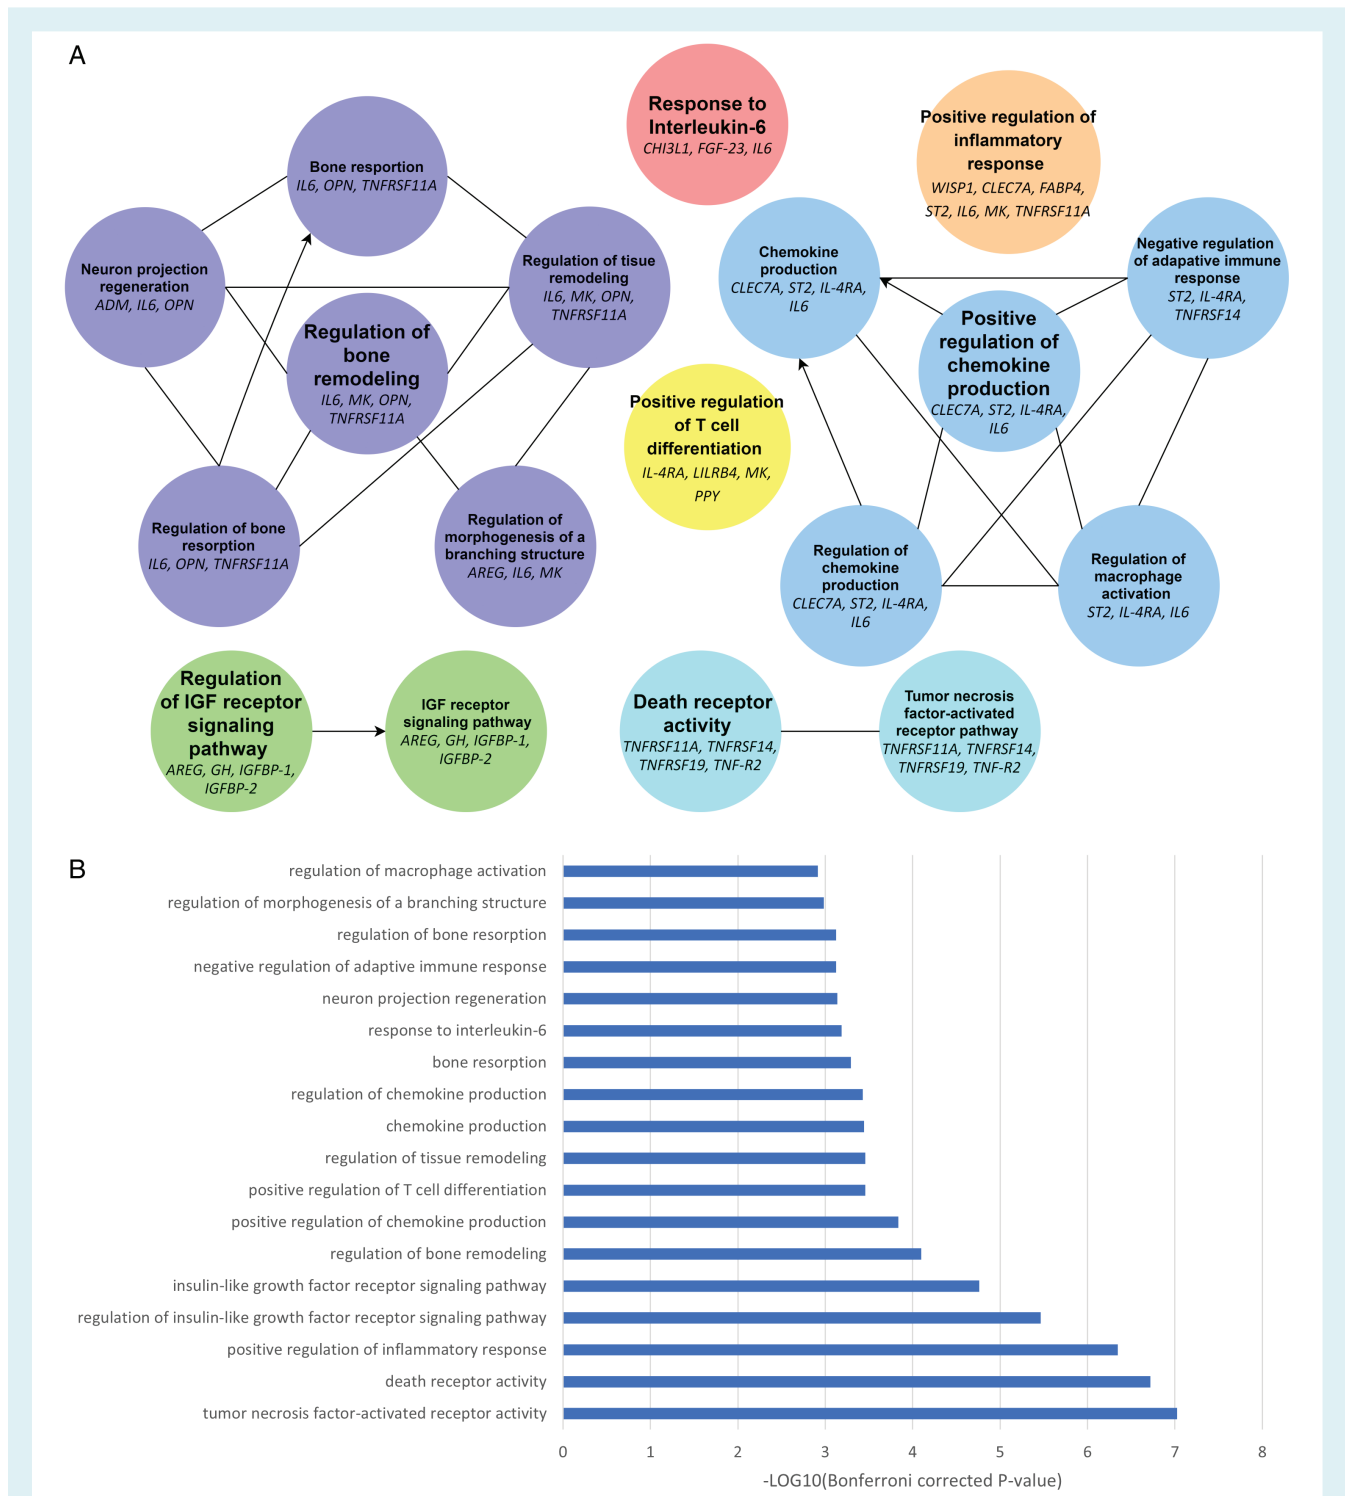 A
Response to
Interleukin-6
CHI3L1, FGF-23, IL6
Positive regulation of
inflammatory
response
WISP1, CLEC7A, FABP4,
ST2, IL6, MK, TNFRSF11A
Bone resportion
IL6, OPN, TNFRSF11A
Neuron projection
regeneration
ADM, IL6, OPN
Regulation of tisue
remodeling
IL6, MK, OPN,
TNFRSF11A
Regulation of
bone
remodeling
IL6, MK, OPN,
TNFRSF11A
Regulation of bone
resorption
IL6, OPN, TNFRSF11A
Regulation of
morphogenesis of a
branching structure
AREG, IL6, MK
Chemokine
production
CLEC7A, ST2, IL-4RA,
IL6
Negative regulation
of adapative immune
response
ST2, IL-4RA,
TNFRSF14
Positive
regulation of
chemokine
production
CLEC7A, ST2, IL-4RA,
IL6
Positive regulation
of T cell
differentiation
IL-4RA, LILRB4, MK,
PPY
Regulation of
chemokine
production
CLEC7A, ST2, IL-4RA,
IL6
Regulation of
macrophage
activation
ST2, IL-4RA, IL6
Regulation
of IGF receptor
signaling
pathway
AREG, GH, IGFBP-1,
IGFBP-2
IGF receptor
signaling pathway
AREG, GH, IGFBP-1,
IGFBP-2
Death receptor
activity
TNFRSF11A, TNFRSF14,
TNFRSF19, TNF-R2
Tumor necrosis
factor-activated
receptor pathway
TNFRSF11A, TNFRSF14,
TNFRSF19, TNF-R2
B
regulation of macrophage activation
regulation of morphogenesis of a branching structure
regulation of bone resorption
negative regulation of adaptive immune response
neuron projection regeneration
response to interleukin-6
bone resorption
regulation of chemokine production
chemokine production
regulation of tissue remodeling
positive regulation of T cell differentiation
positive regulation of chemokine production
regulation of bone remodeling
insulin-like growth factor receptor signaling pathway
regulation of insulin-like growth factor receptor signaling pathway
positive regulation of inflammatory response
death receptor activity
tumor necrosis factor-activated receptor activity
0 1 2 3 4 5 6 7 8
-LOG10(Bonferroni corrected P-value)